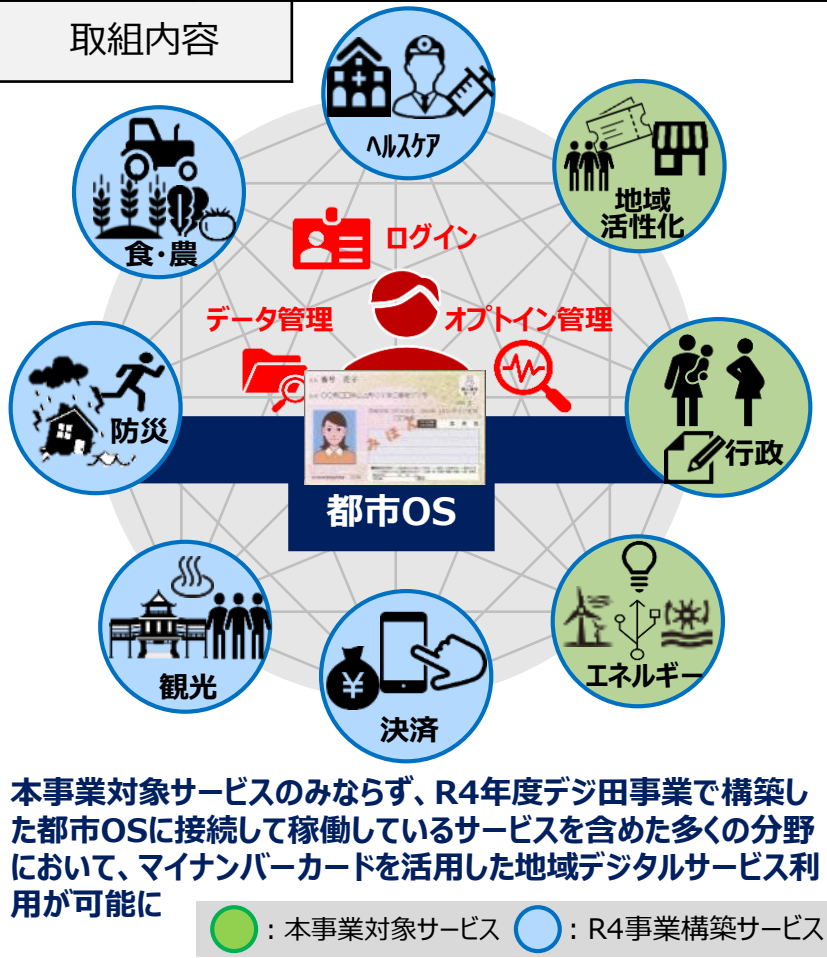 取組内容
ヘルスケア
地域
活性化
食・農
ログイン
データ管理
オプトイン管理
防災
番号 花子
みほん
行政
都市OS
観光
決済
エネルギー
本事業対象サービスのみならず、R4年度デジ田事業で構築し
た都市OSに接続して稼働しているサービスを含めた多くの分野
において、マイナンバーカードを活用した地域デジタルサービス利
用が可能に
：本事業対象サービス ：R4事業構築サービス